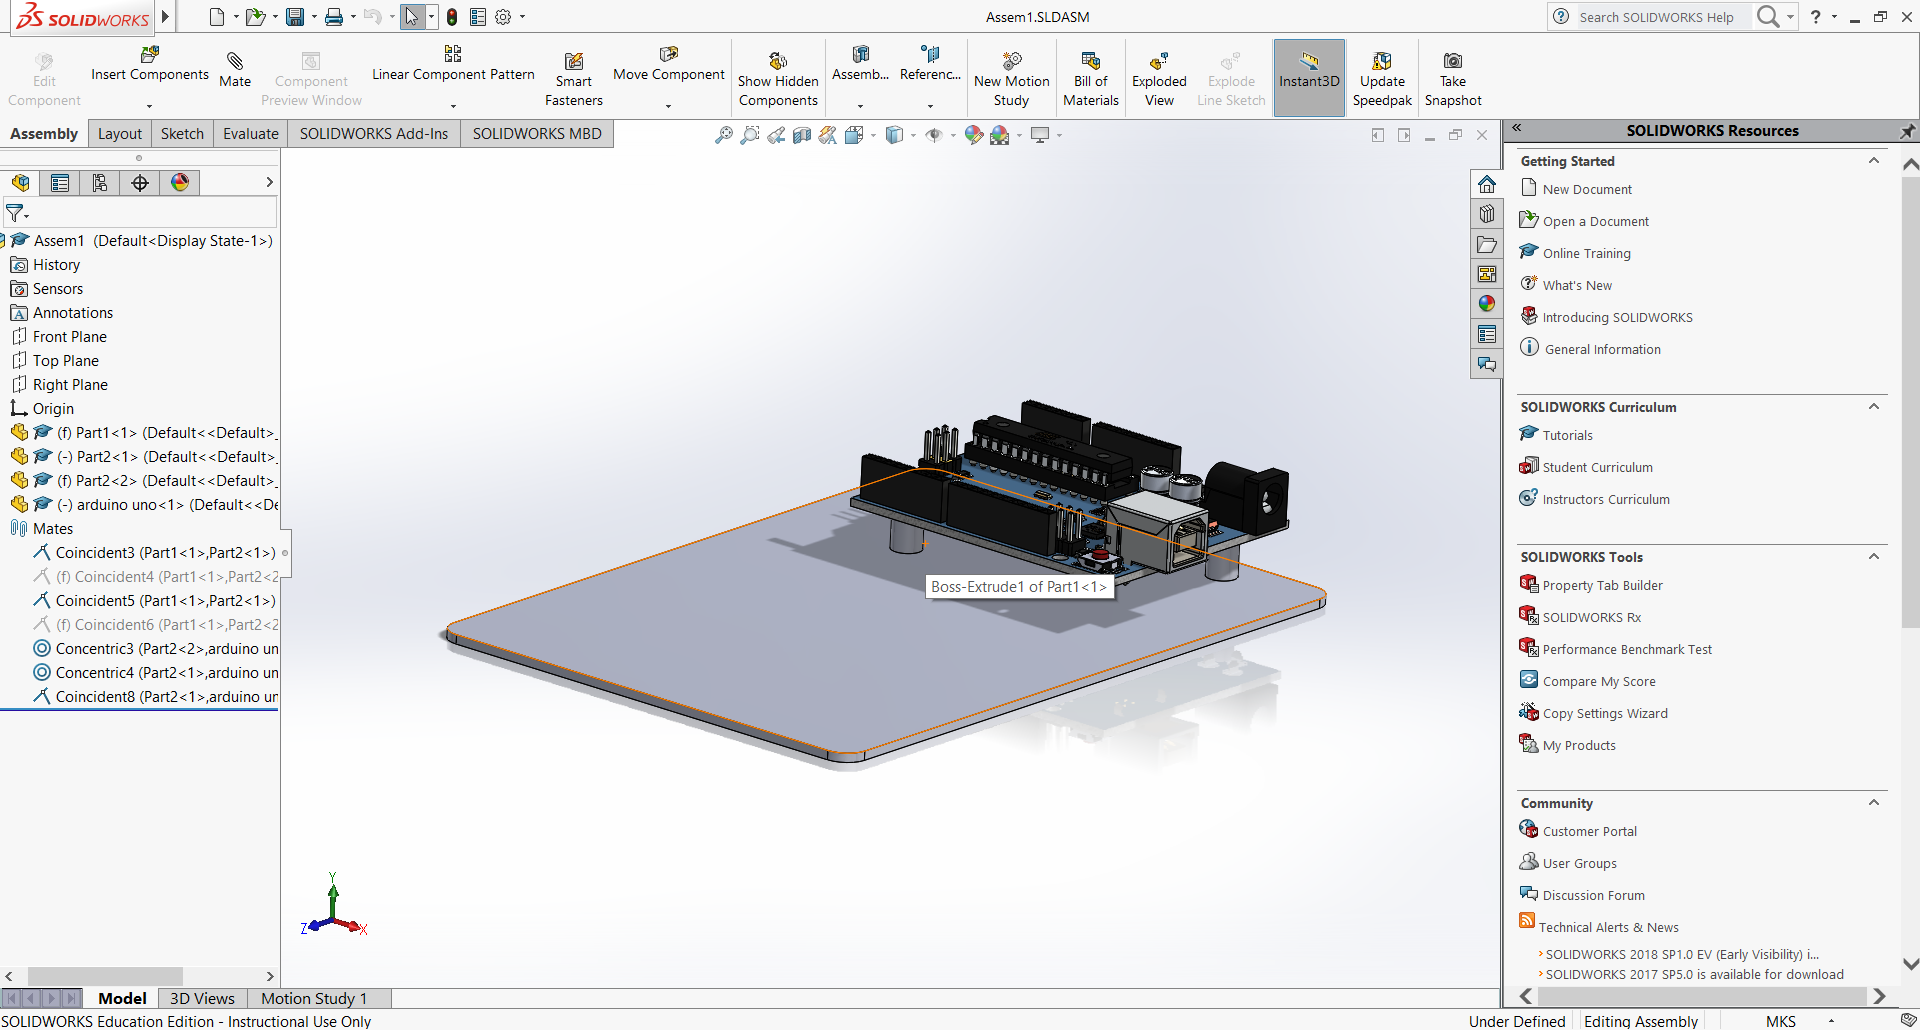 SOLIDWORKS
Assem1.SLDASM
Search SOLIDWORKS Help
Edit
Component
Insert Components
Mate
Component
Preview Window
Linear Component Pattern
Smart
Fasteners
Move Component
Show Hidden
Components
Assemb...
Referenc...
New Motion
Study
Bill of
Materials
Exploded
View
Explode
Line Sketch
Instant3D
Update
Speedpak
Take
Snapshot
Assembly
Layout
Sketch
Evaluate
SOLIDWORKS Add-Ins
SOLIDWORKS MBD
Assem1 (Default<Display State-1>)
History
Sensors
Annotations
Front Plane
Top Plane
Right Plane
Origin
(f) Part1<1> (Default<<Default>_
(-) Part2<1> (Default<<Default>_
(f) Part2<2> (Default<<Default>_
(-) arduino uno<1> (Default<<De
Mates
Coincident3 (Part1<1>,Part2<1>)
(f) Coincident4 (Part1<1>,Part2<2
Coincident5 (Part1<1>,Part2<1>)
(f) Coincident6 (Part1<1>,Part2<2
Concentric3 (Part2<2>,arduino un
Concentric4 (Part2<1>,arduino un
Coincident8 (Part2<1>,arduino un
Boss-Extrude1 of Part1<1>
Y
Z
X
SOLIDWORKS Resources
Getting Started
New Document
Open a Document
Online Training
What's New
Introducing SOLIDWORKS
General Information
SOLIDWORKS Curriculum
Tutorials
Student Curriculum
Instructors Curriculum
SOLIDWORKS Tools
Property Tab Builder
SOLIDWORKS Rx
Performance Benchmark Test
Compare My Score
Copy Settings Wizard
My Products
Community
Customer Portal
User Groups
Discussion Forum
Technical Alerts & News
SOLIDWORKS 2018 SP1.0 EV (Early Visibility) i...
SOLIDWORKS 2017 SP5.0 is available for download
Model
3D Views
Motion Study 1
SOLIDWORKS Education Edition - Instructional Use Only
Under Defined
Editing Assembly
MKS